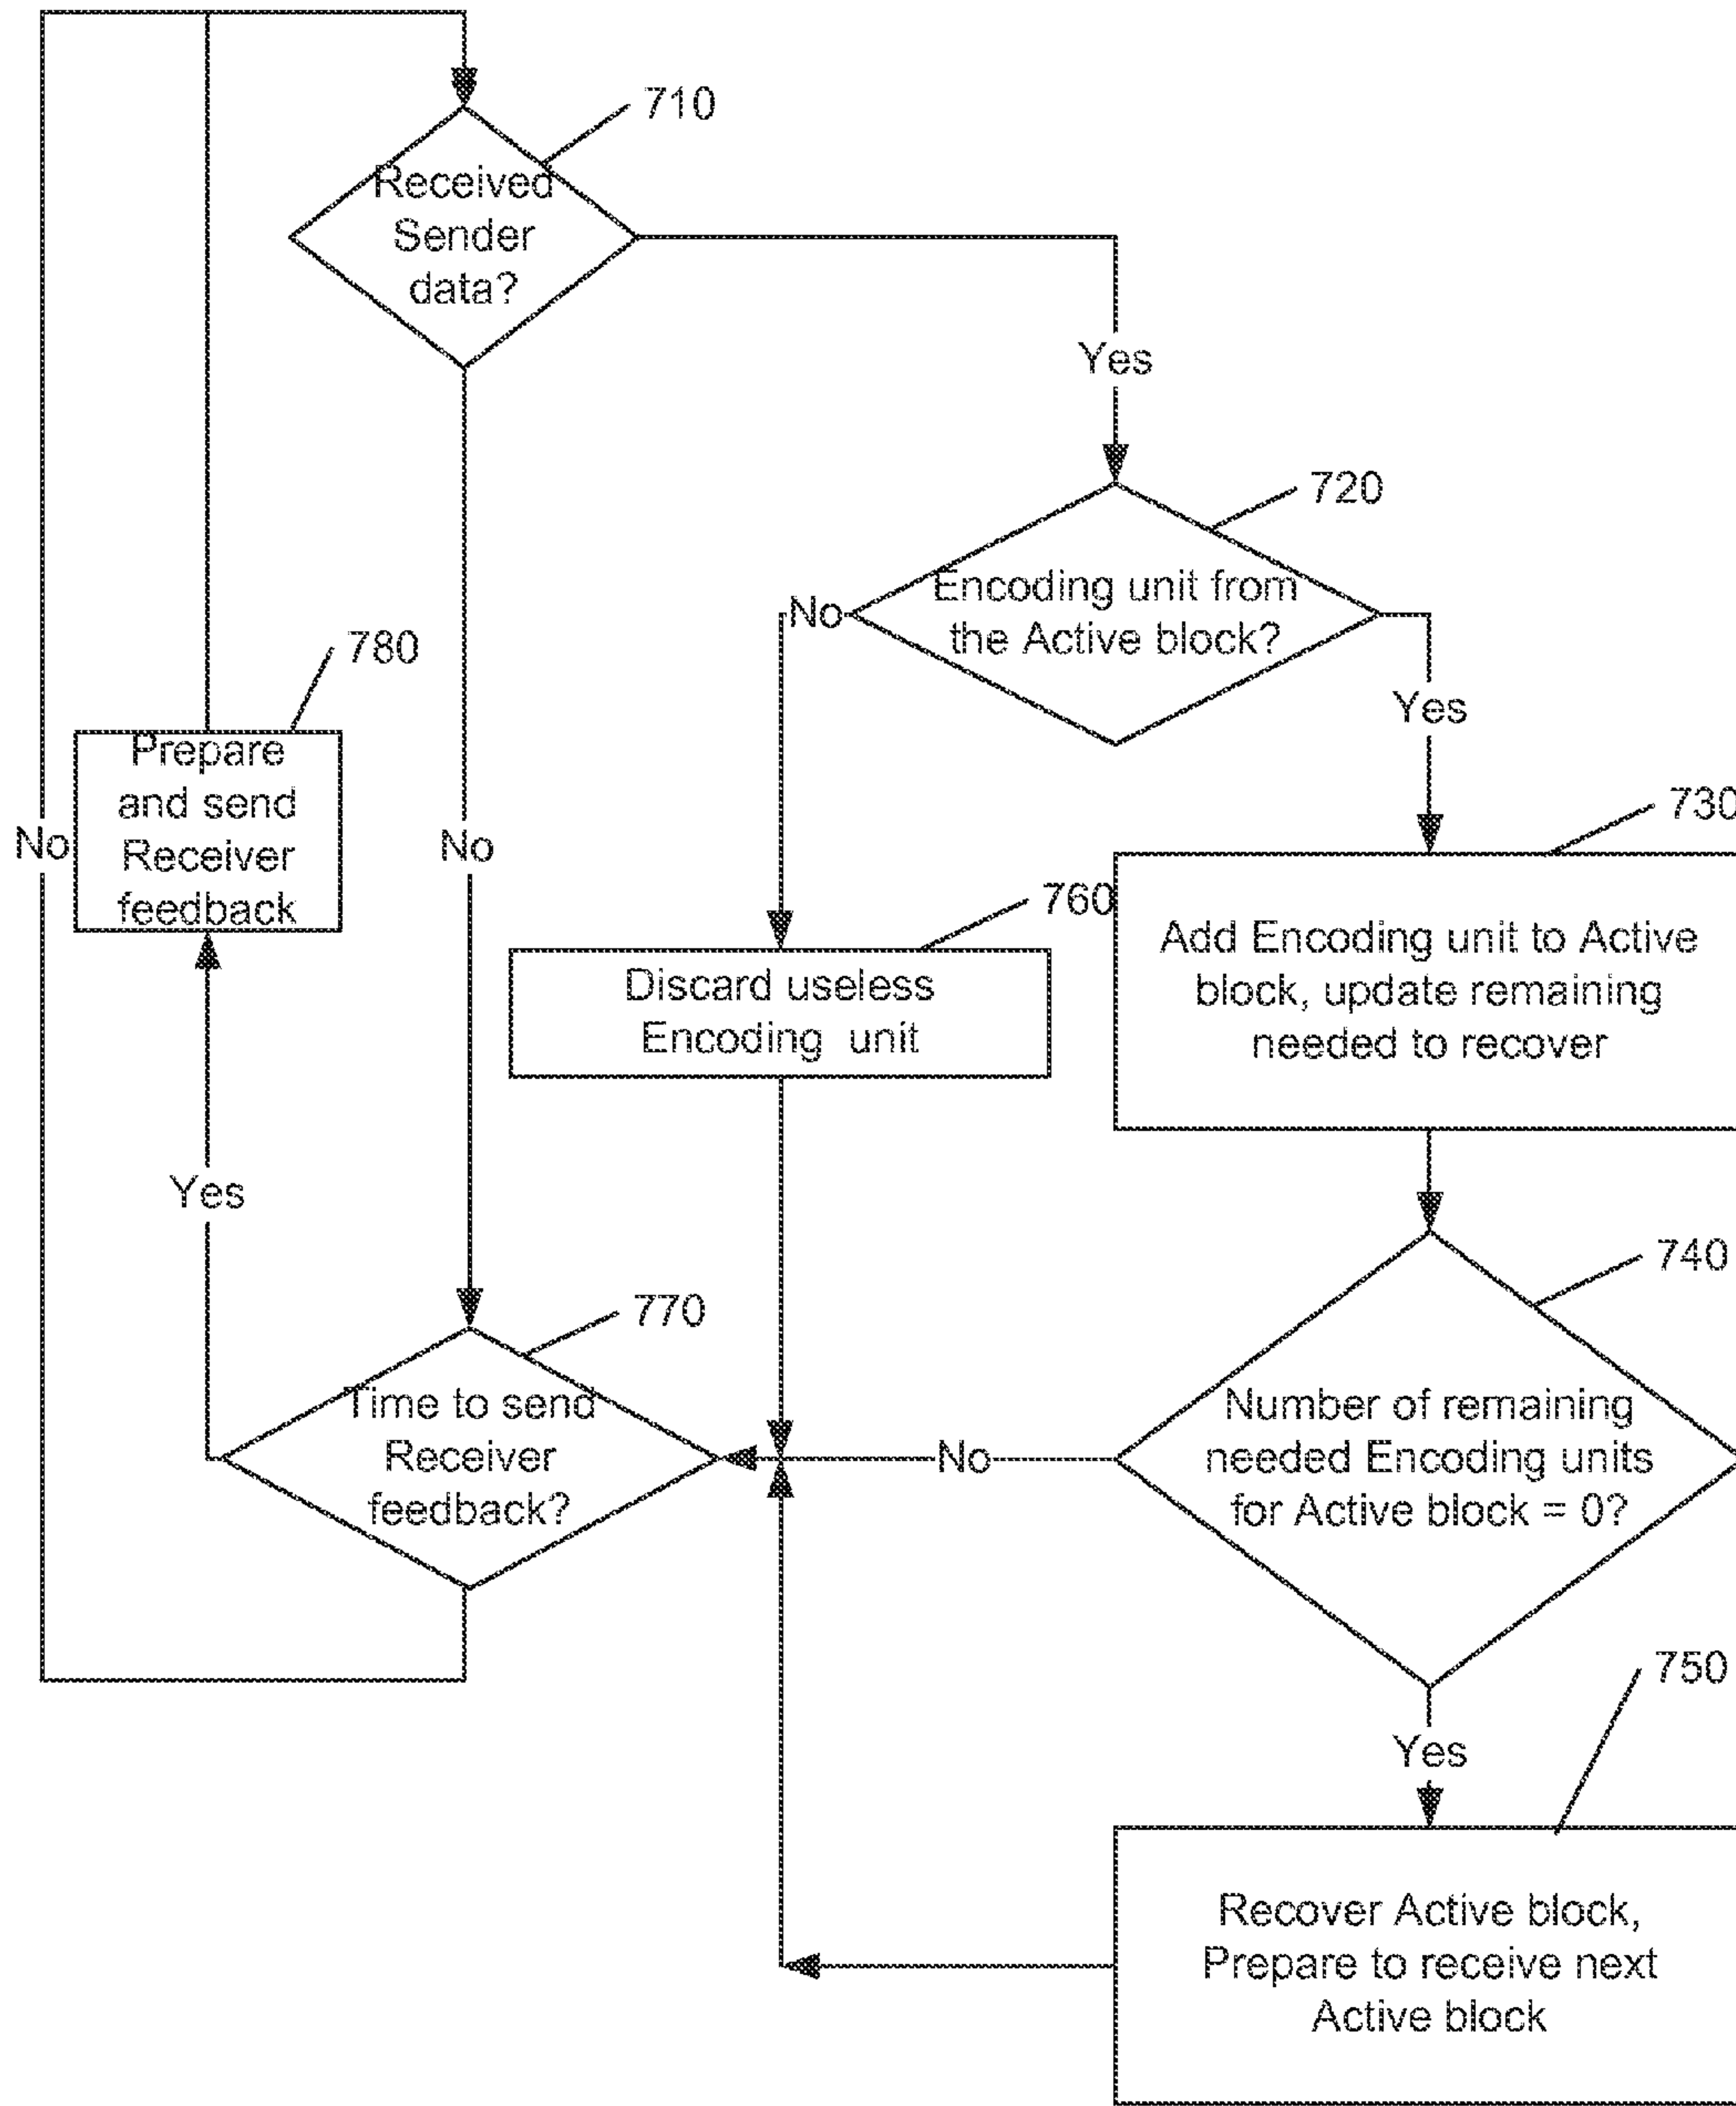 710
Received
Sender
data?
Yes
720
Encoding unit from
the Active block?
No
Yes
780
Prepare
and send
Receiver
feedback
No
No
730
Add Encoding unit to Active
block, update remaining
needed to recover
760
Discard useless
Encoding unit
Yes
740
Number of remaining
needed Encoding units
for Active block = 0?
770
Time to send
Receiver
feedback?
No
Yes
750
Recover Active block,
Prepare to receive next
Active block